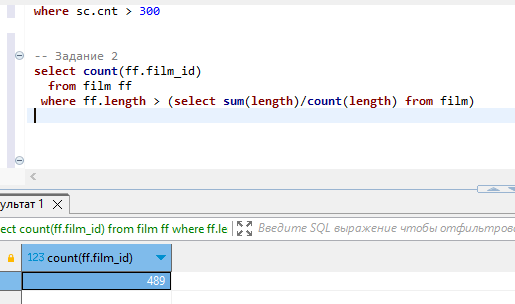 where sc.cnt > 300
-- Задание 2
select count(ff.film_id)
from film ff
where ff.length > (select sum(length)/count(length) from film)
ультат 1
ect count(ff.film_id) from film ff where ff.le
Введите SQL выражение чтобы отфильтрова
123 count(ff.film_id)
489